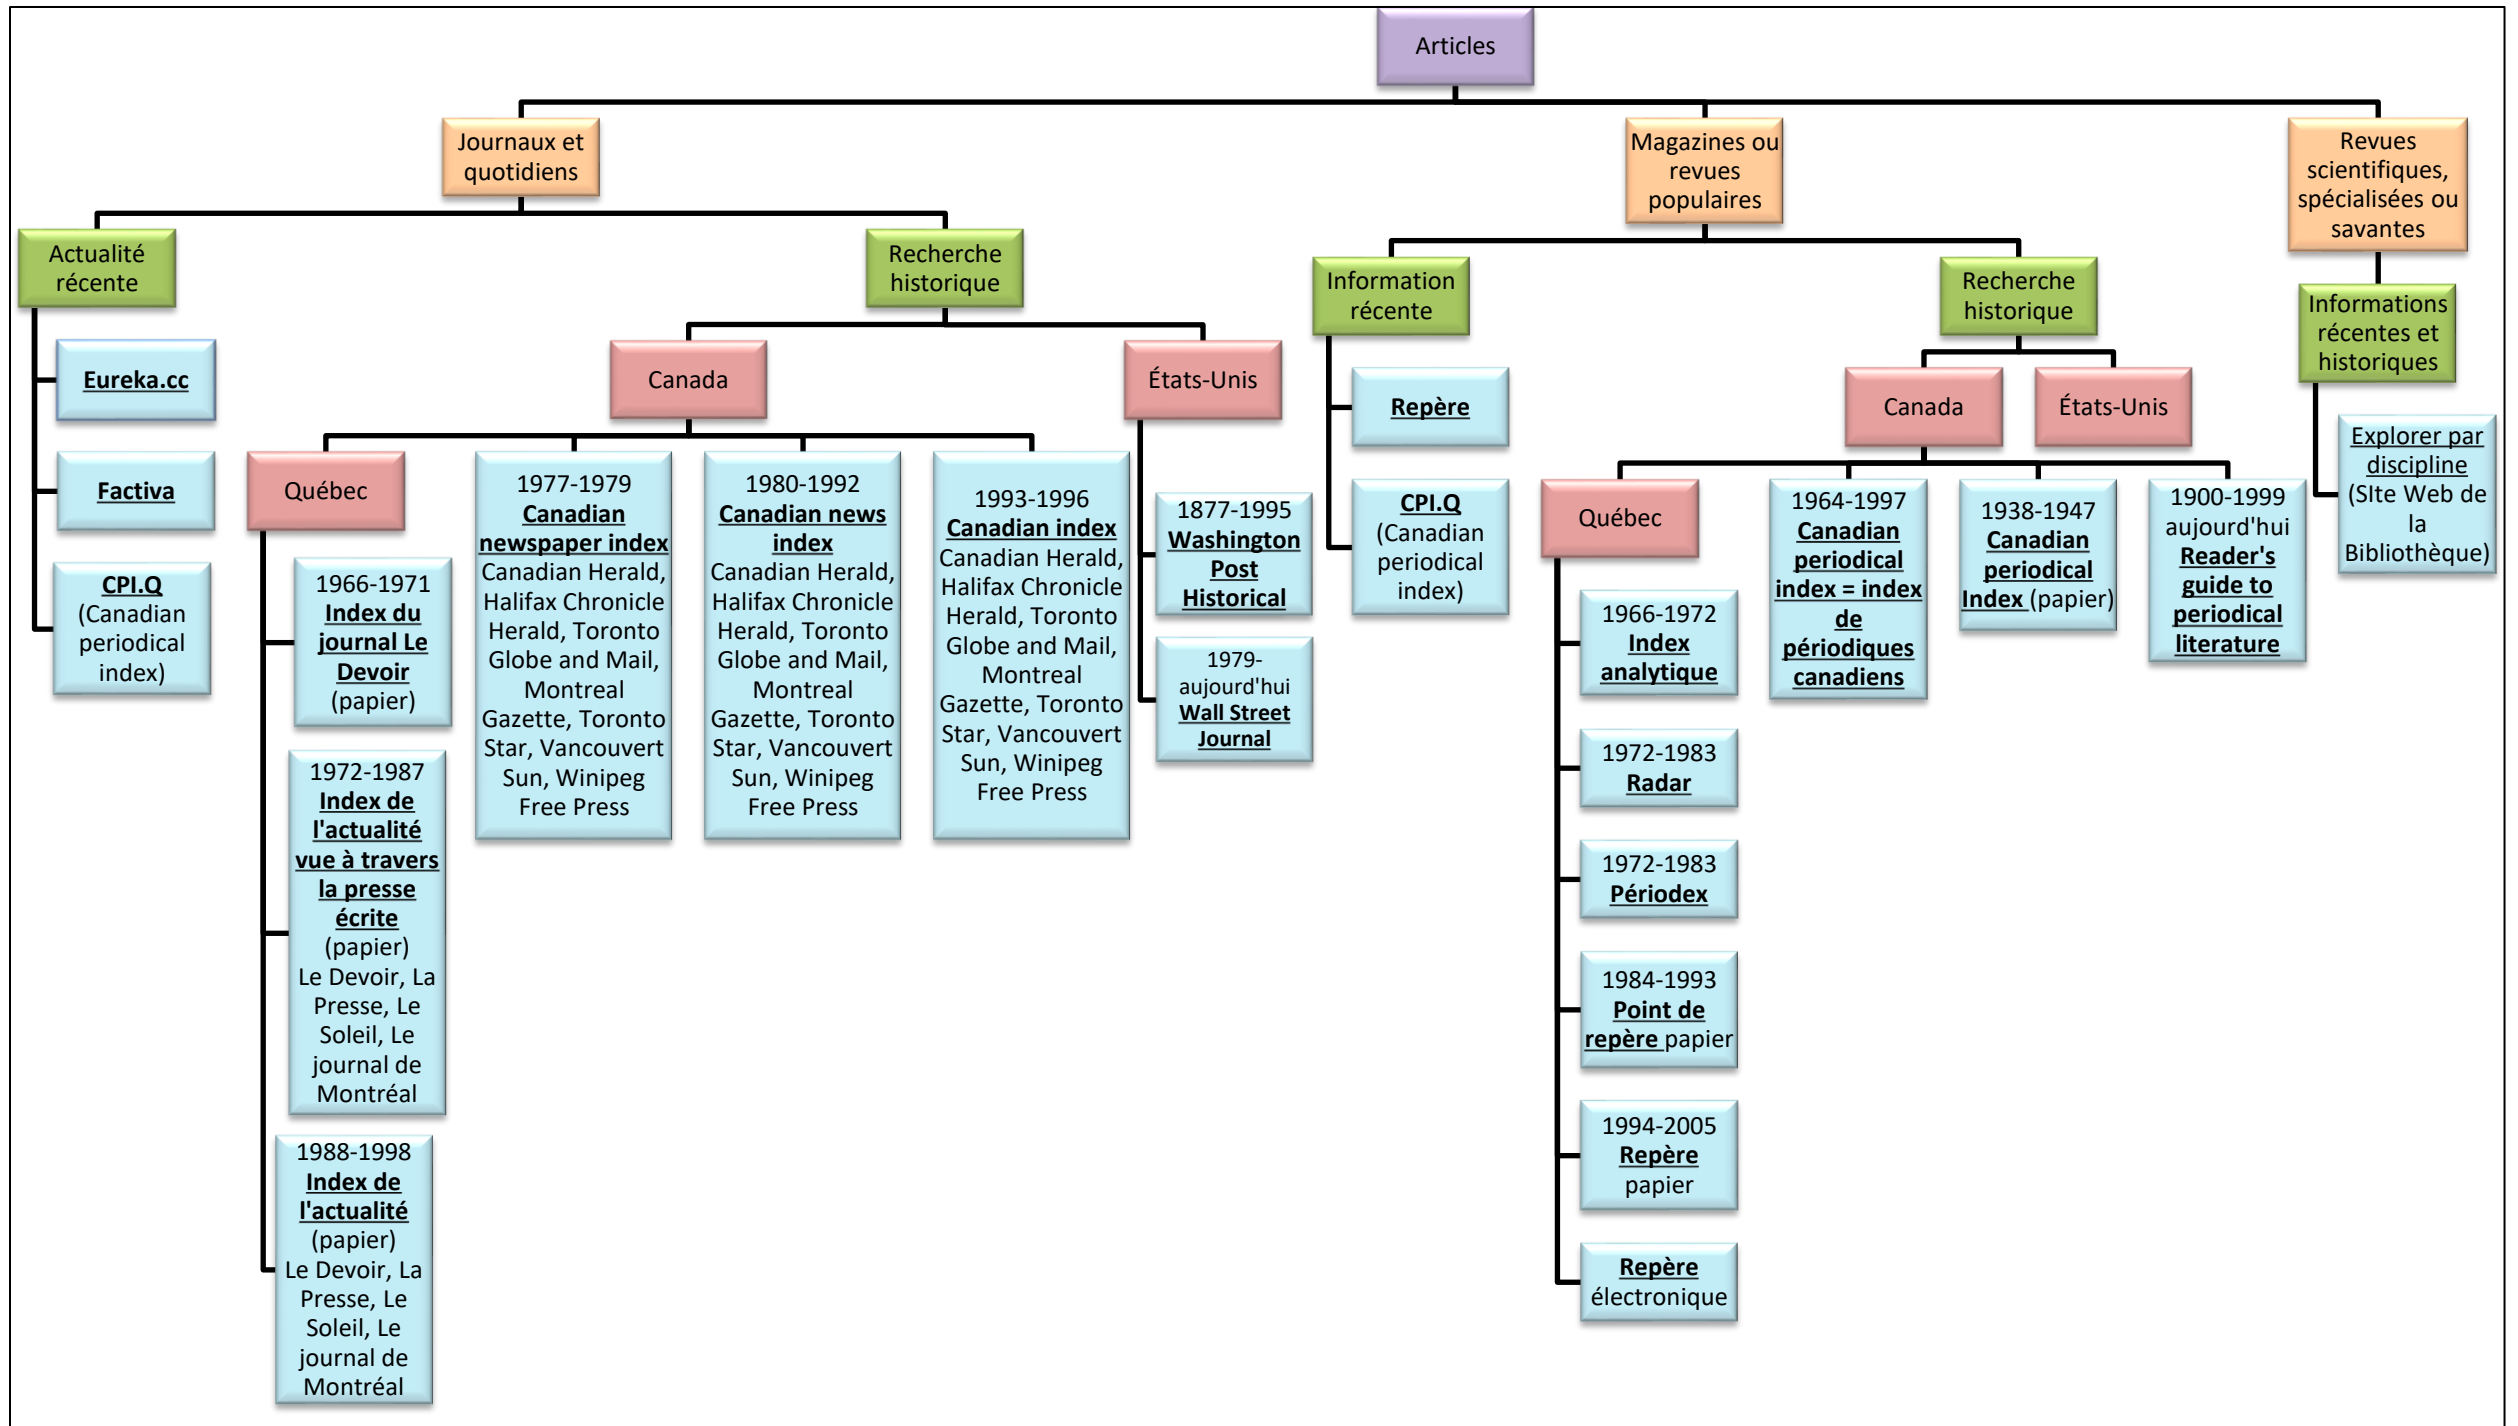 Articles
Journaux et
quotidiens
Actualité
récente
Eureka.cc
Factiva
CPI.Q
(Canadian
periodical
index)
Recherche
historique
Canada
Québec
1966-1971
Index du
journal Le
Devoir
(papier)
1972-1987
Index de
l'actualité
vue à travers
la presse
écrite
(papier)
Le Devoir, La
Presse, Le
Soleil, Le
journal de
Montréal
1988-1998
Index de
l'actualité
(papier)
Le Devoir, La
Presse, Le
Soleil, Le
journal de
Montréal
1977-1979
Canadian
newspaper index
Canadian Herald,
Halifax Chronicle
Herald, Toronto
Globe and Mail,
Montreal
Gazette, Toronto
Star, Vancouvert
Sun, Winipeg
Free Press
1980-1992
Canadian news
index
Canadian Herald,
Halifax Chronicle
Herald, Toronto
Globe and Mail,
Montreal
Gazette, Toronto
Star, Vancouvert
Sun, Winipeg
Free Press
1993-1996
Canadian index
Canadian Herald,
Halifax Chronicle
Herald, Toronto
Globe and Mail,
Montreal
Gazette, Toronto
Star, Vancouvert
Sun, Winipeg
Free Press
États-Unis
1877-1995
Washington
Post
Historical
1979-
aujourd'hui
Wall Street
Journal
Magazines ou
revues
populaires
Information
récente
Repère
CPI.Q
(Canadian
periodical
index)
Recherche
historique
Canada
Québec
1966-1972
Index
analytique
1972-1983
Radar
1972-1983
Périodex
1984-1993
Point de
repère papier
1994-2005
Repère
papier
Repère
électronique
1964-1997
Canadian
periodical
index = index
de
périodiques
canadiens
1938-1947
Canadian
periodical
Index (papier)
1900-1999
aujourd'hui
Reader's
guide to
periodical
literature
États-Unis
Revues
scientifiques,
spécialisées ou
savantes
Informations
récentes et
historiques
Explorer par
discipline
(SIte Web de
la
Bibliothèque)